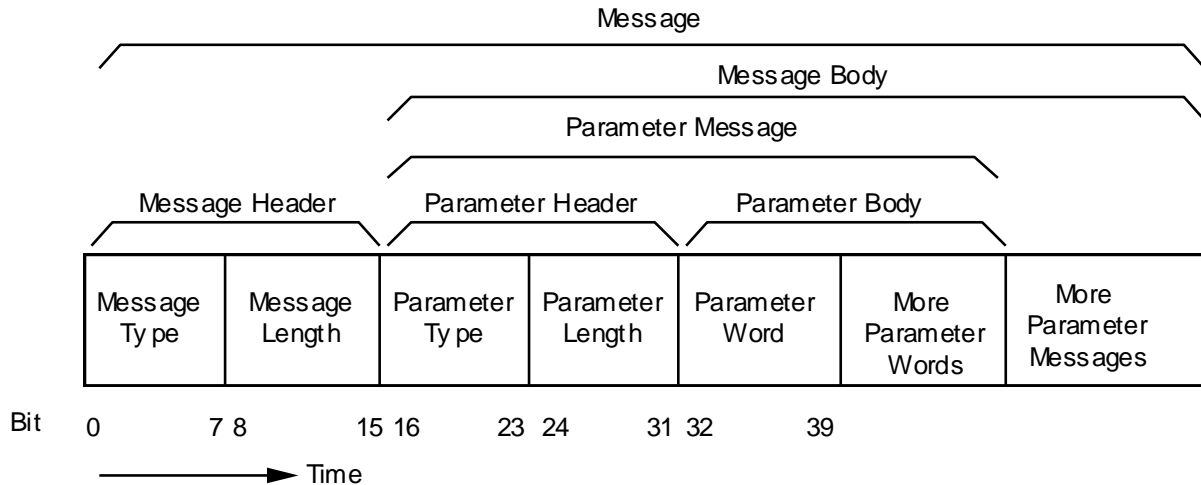 Message
Message Body
Parameter Message
Message Header Parameter Header Parameter Body
Message Type
Message Length
Parameter Type
Parameter Length
Parameter Word
More Parameter Words
More Parameter Messages
Bit 0 7 8 15 16 23 24 31 32 39
Time